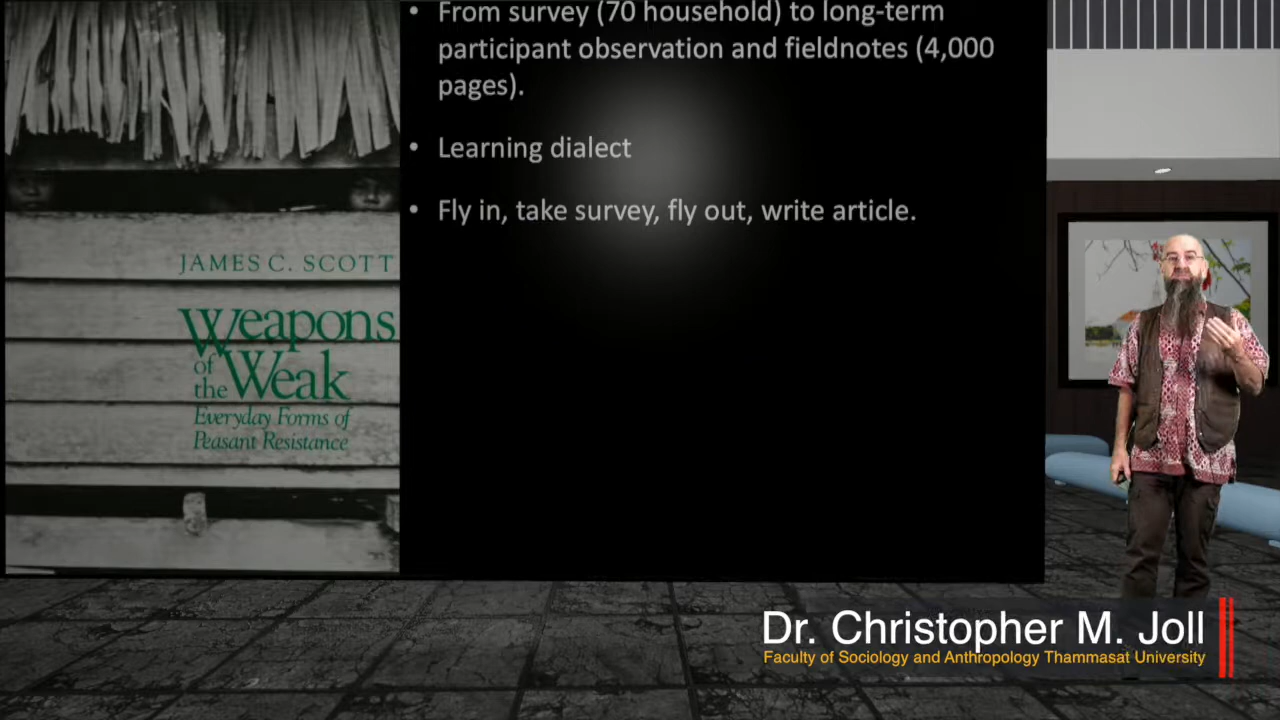 • From survey (70 household) to long-term
participant observation and fieldnotes (4,000
pages).
• Learning dialect
• Fly in, take survey, fly out, write article.
JAMES C. SCOTT
Weapons
of
the Weak
Everyday Forms of
Peasant Resistance
Dr. Christopher M. Joll
Faculty of Sociology and Anthropology Thammasat University